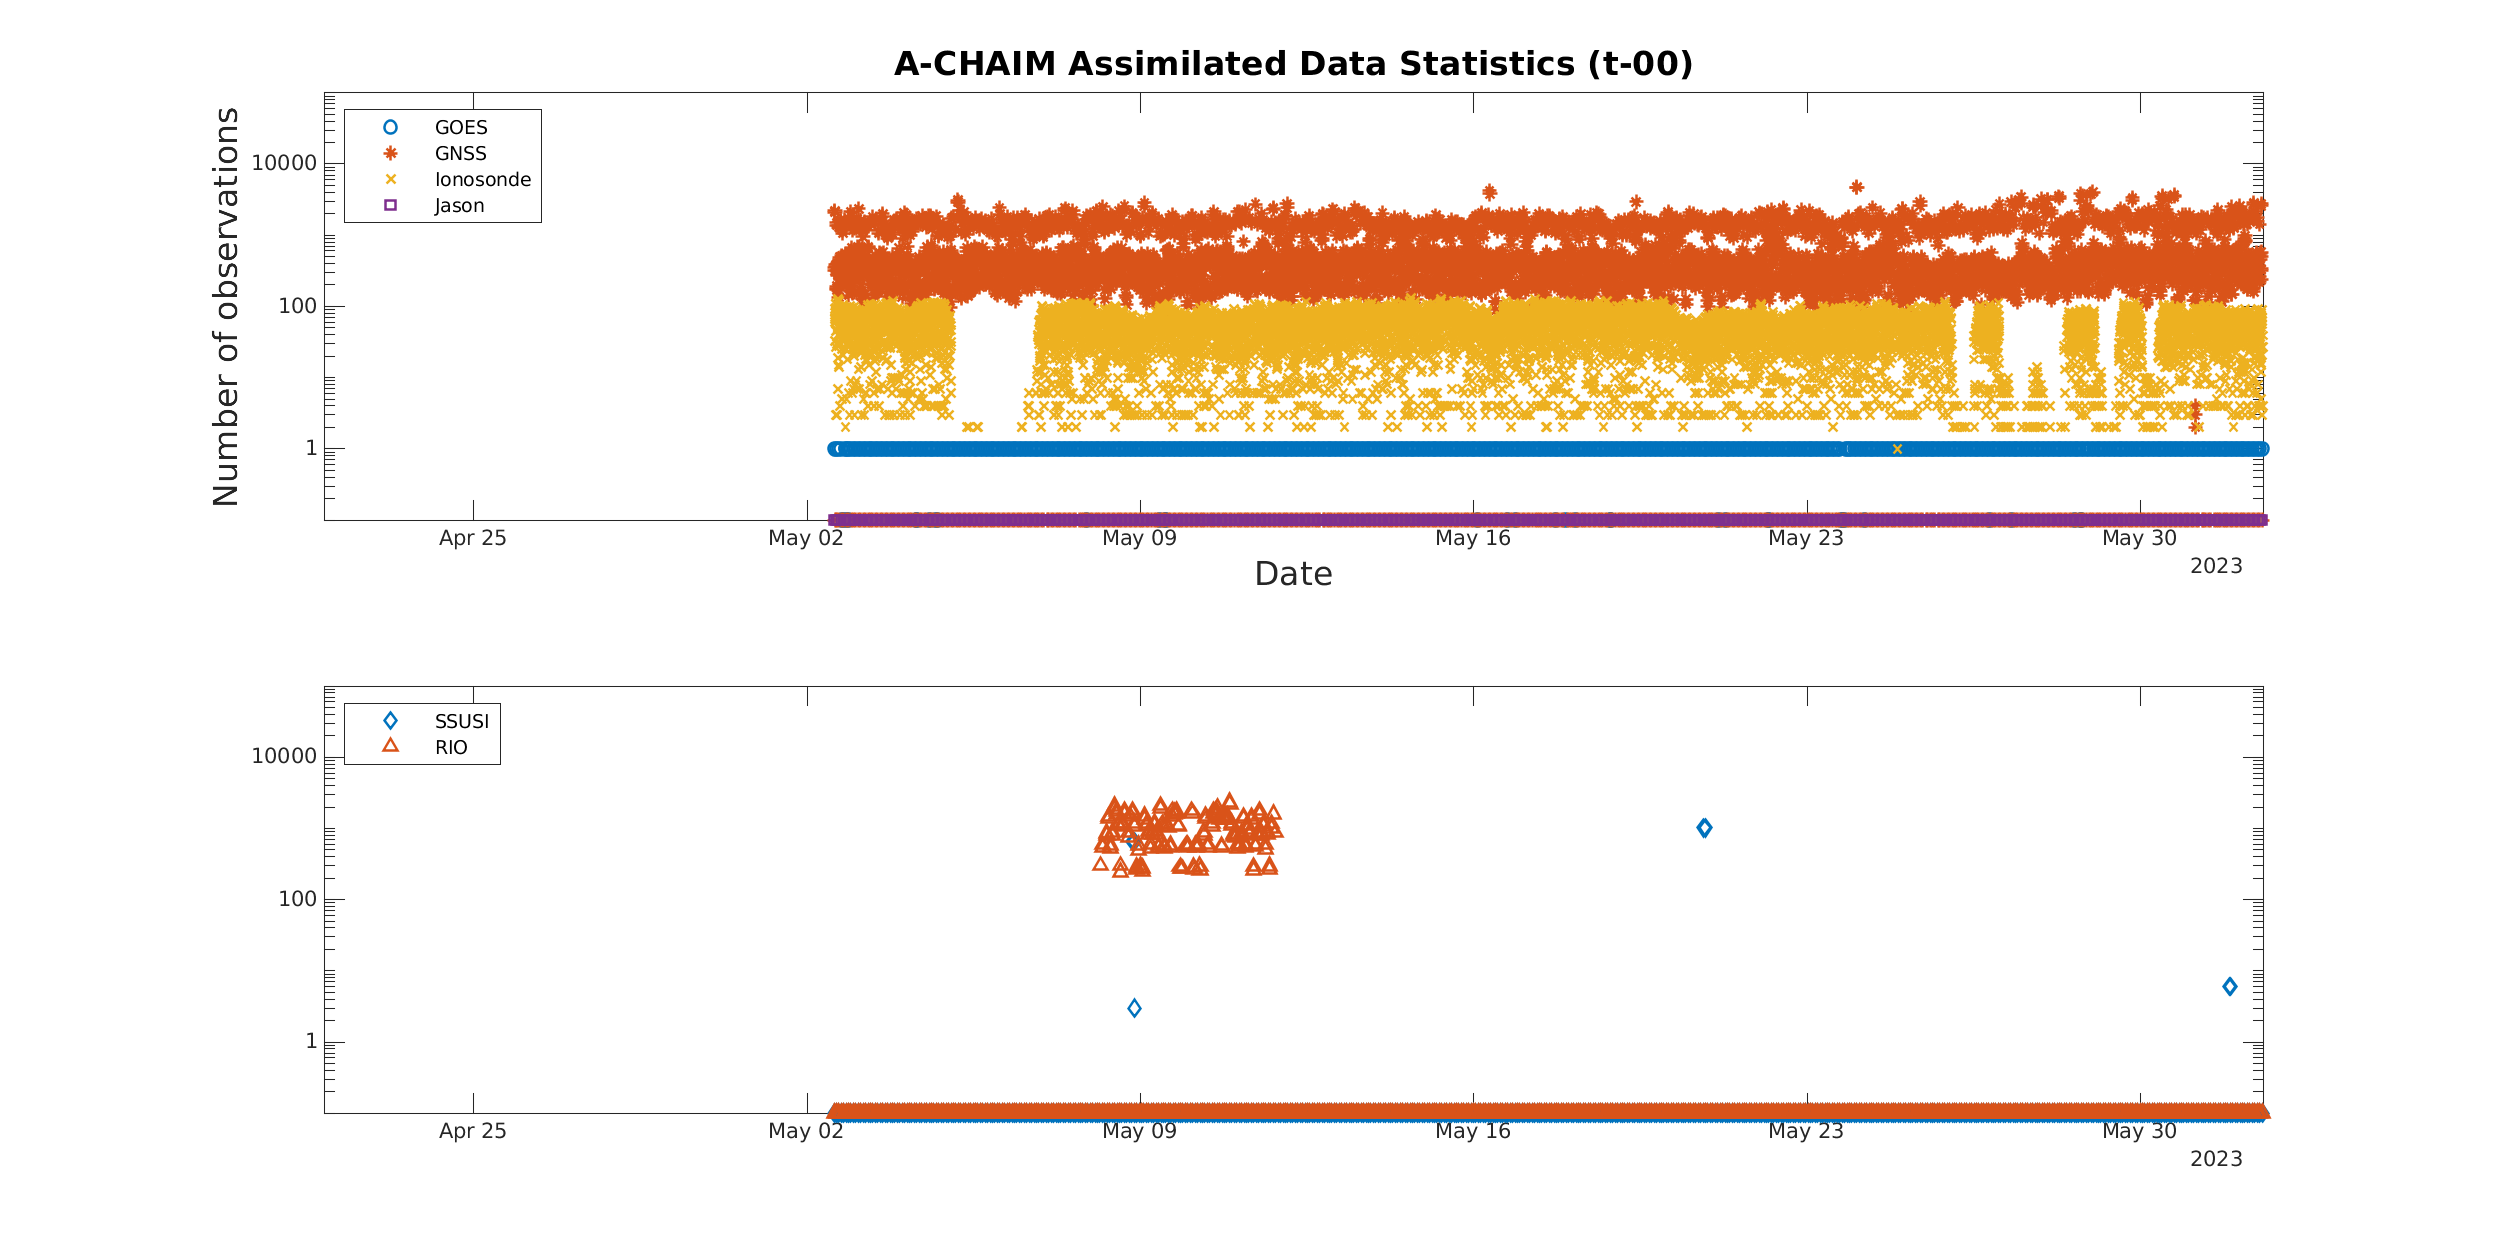 A-CHAIM Assimilated Data Statistics (t-00)
Number of observations
10000
100
1
GOES
GNSS
Ionosonde
Jason
Apr 25 May 02 May 09 May 16 May 23 May 30
2023
Date
10000
100
1
SSUSI
RIO
Apr 25 May 02 May 09 May 16 May 23 May 30
2023